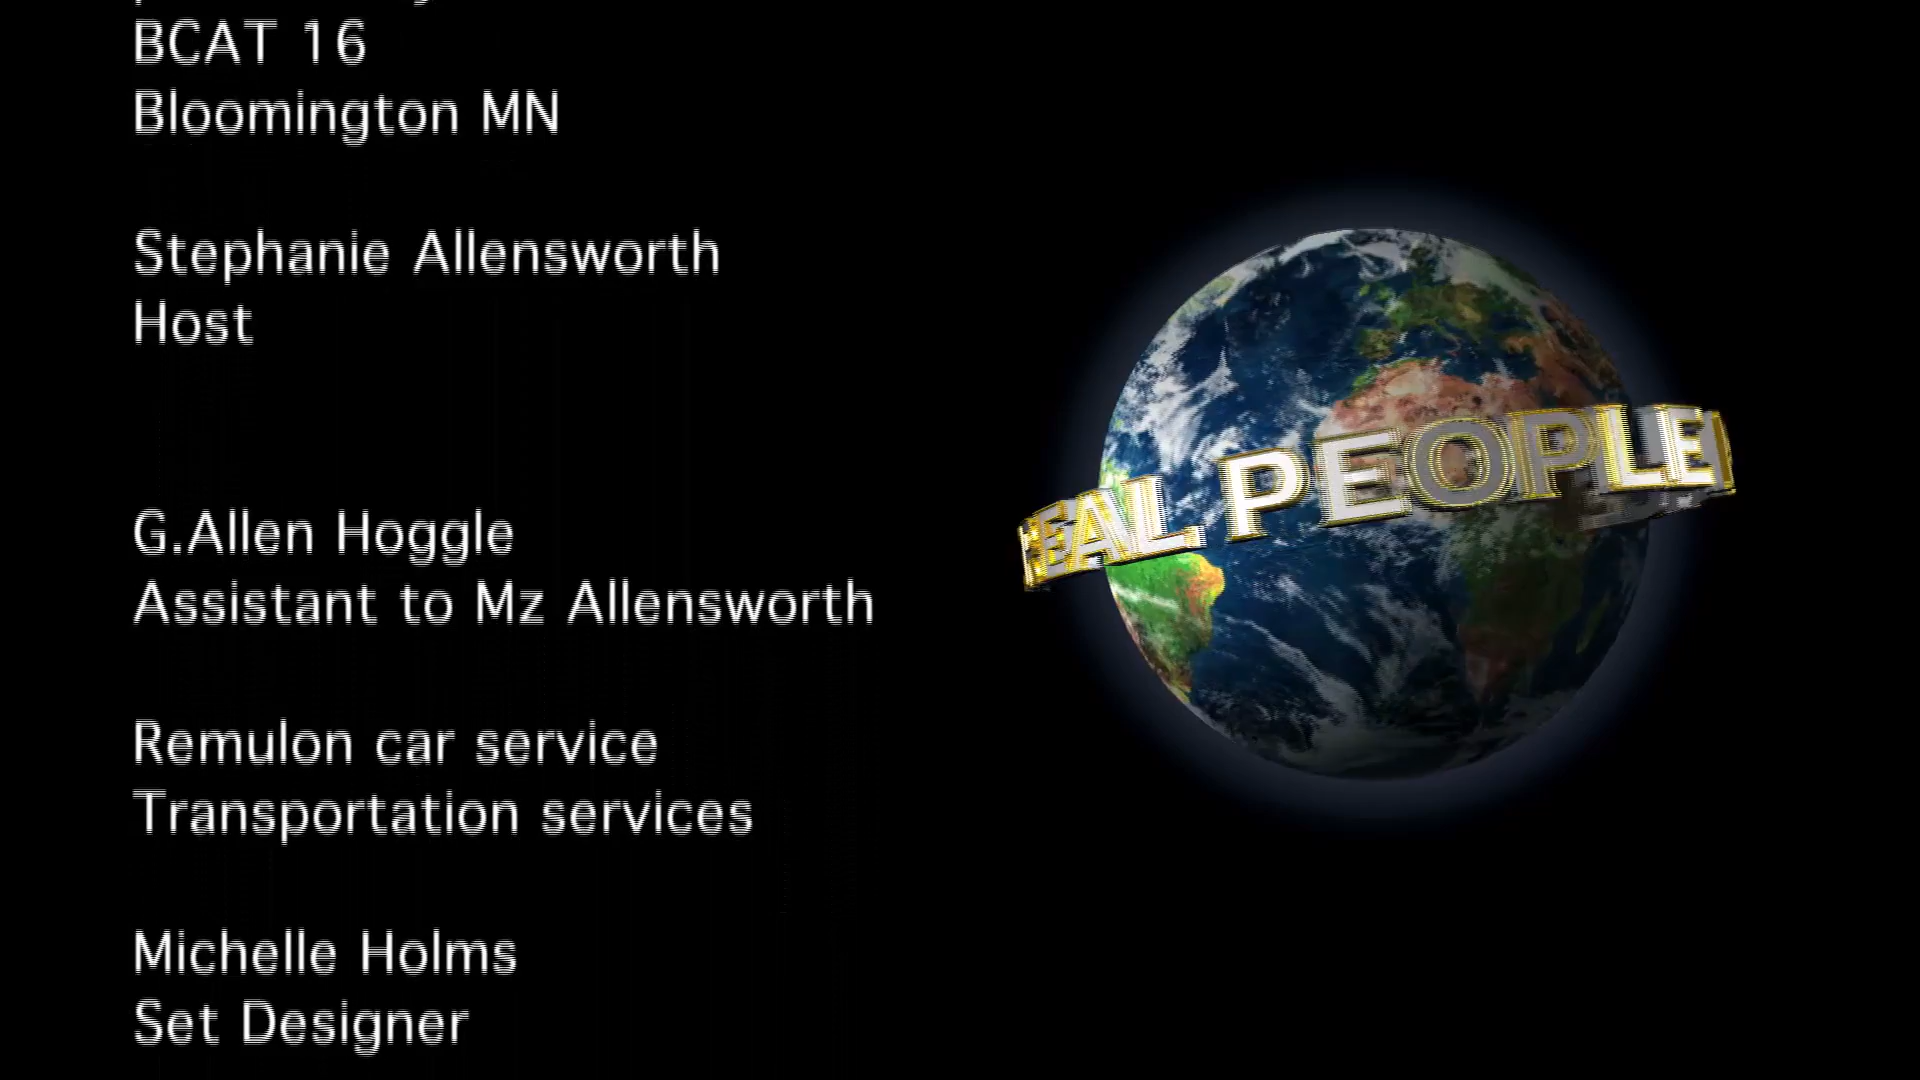 BCAT 16
Bloomington MN
Stephanie Allensworth
Host
G.Allen Hoggle
Assistant to Mz Allensworth
Remulon car service
Transportation services
Michelle Holms
Set Designer
EAL PEOPLE